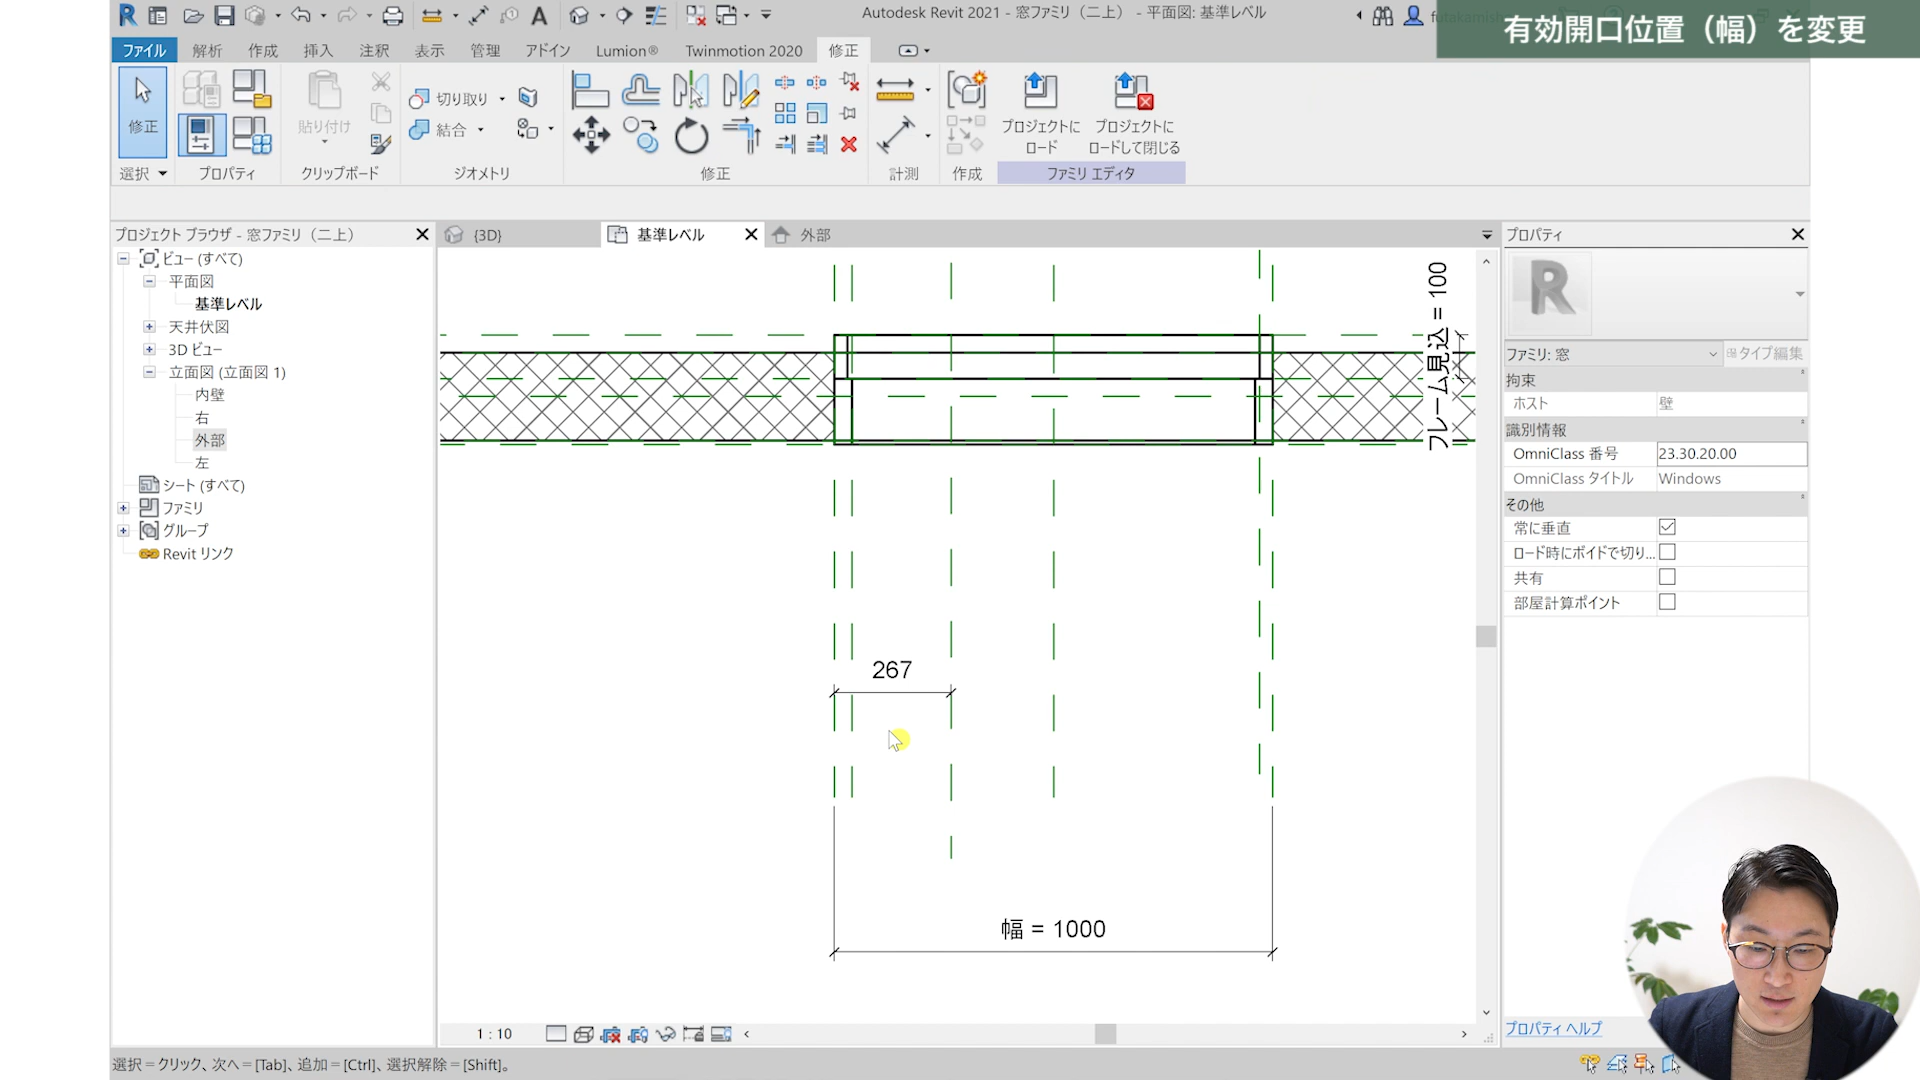 Autodesk Revit 2021 - 窓ファミリ（二上） - 平面図: 基準レベル
有効開口位置（幅）を変更
ファイル 解析 作成 挿入 注釈 表示 管理 アドイン Lumion® Twinmotion 2020 修正
修正
切り取り
結合
貼り付け
プロジェクトに
ロード
プロジェクトに
ロードして閉じる
選択 プロパティ クリップボード ジオメトリ 修正 計測 作成 ファミリ エディタ
プロジェクト ブラウザ - 窓ファミリ（二上）
{3D}
基準レベル
外部
プロパティ
ビュー (すべて)
平面図
基準レベル
天井伏図
3D ビュー
立面図 (立面図 1)
内壁
右
外部
左
シート (すべて)
ファミリ
グループ
Revit リンク
フレーム見込 = 100
267
幅 = 1000
R
ファミリ: 窓
タイプ編集
拘束
ホスト 壁
識別情報
OmniClass 番号 23.30.20.00
OmniClass タイトル Windows
その他
常に垂直
ロード時にボイドで切り...
共有
部屋計算ポイント
プロパティ ヘルプ
1 : 10
選択 = クリック、次へ = [Tab]、追加 = [Ctrl]、選択解除 = [Shift]。